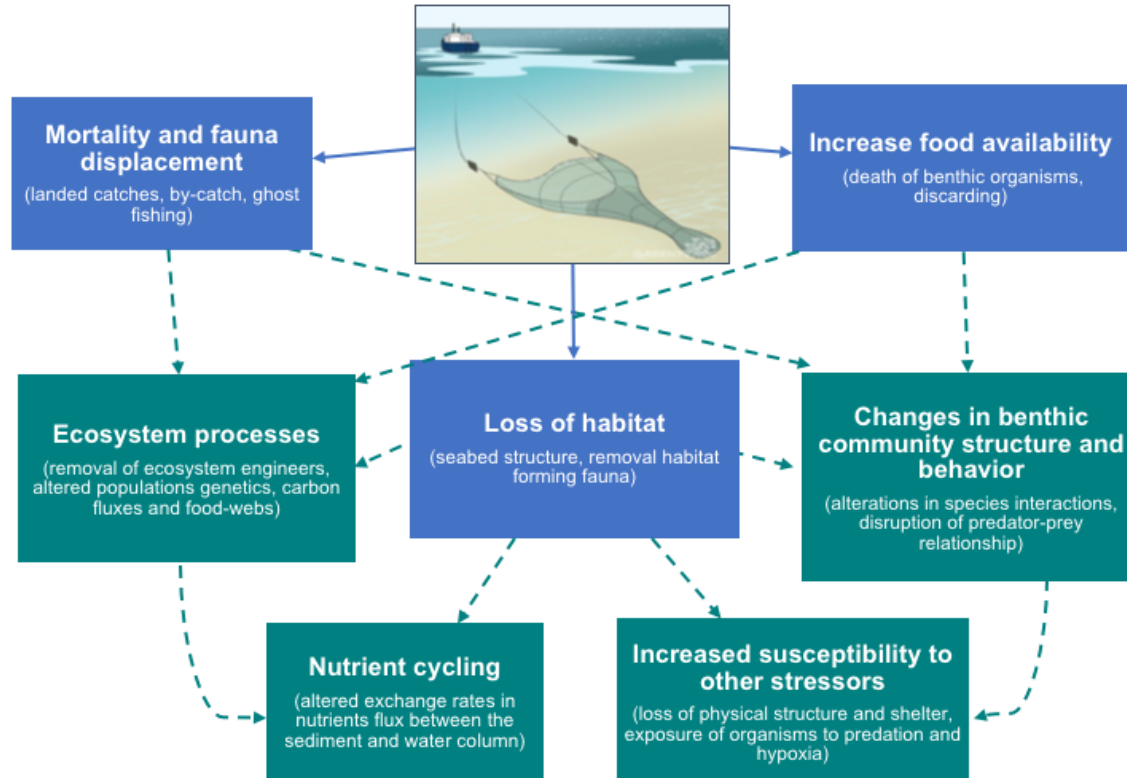 Mortality and fauna
displacement
(landed catches, by-catch, ghost
fishing)
Increase food availability
(death of benthic organisms,
discarding)
Ecosystem processes
(removal of ecosystem engineers,
altered populations genetics, carbon
fluxes and food-webs)
Loss of habitat
(seabed structure, removal habitat
forming fauna)
Changes in benthic
community structure and
behavior
(alterations in species interactions,
disruption of predator-prey
relationship)
Nutrient cycling
(altered exchange rates in
nutrients flux between the
sediment and water column)
Increased susceptibility to
other stressors
(loss of physical structure and shelter,
exposure of organisms to predation and
hypoxia)